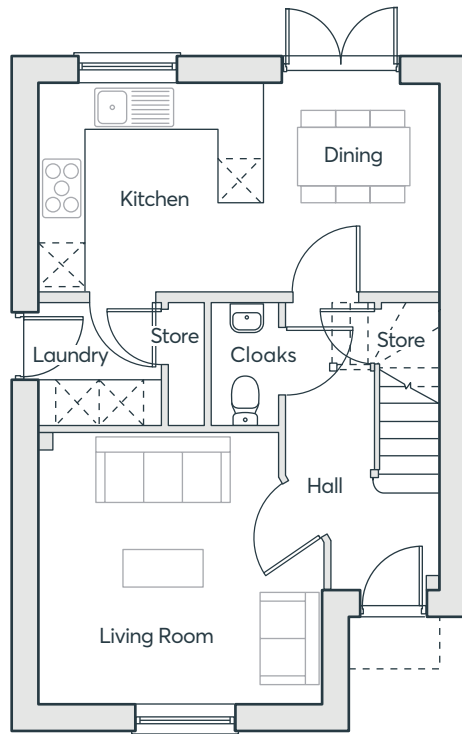 Dining
Kitchen
Store
Store
Laundry
Cloaks
Hall
Living Room